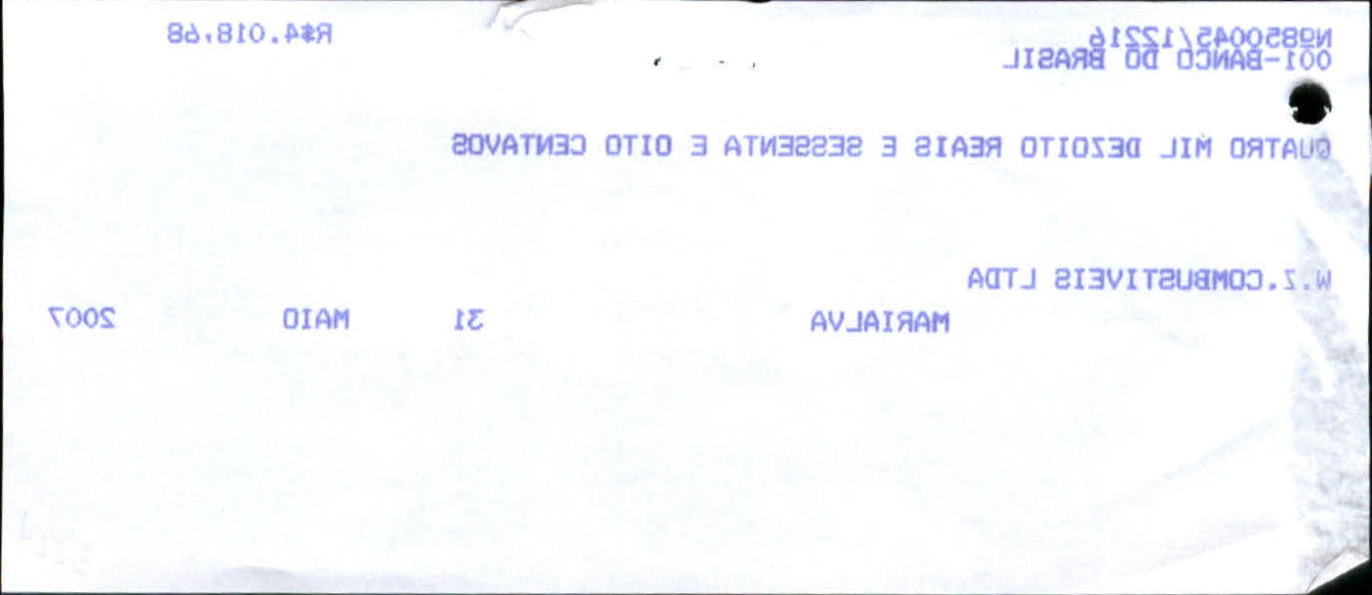 Nº850045/12216 R$4.018,68
001-BANCO DO BRASIL
QUATRO MIL DEZOITO REAIS E SESSENTA E OITO CENTAVOS
W.Z.COMBUSTIVEIS LTDA
MARIALVA 31 MAIO 2007